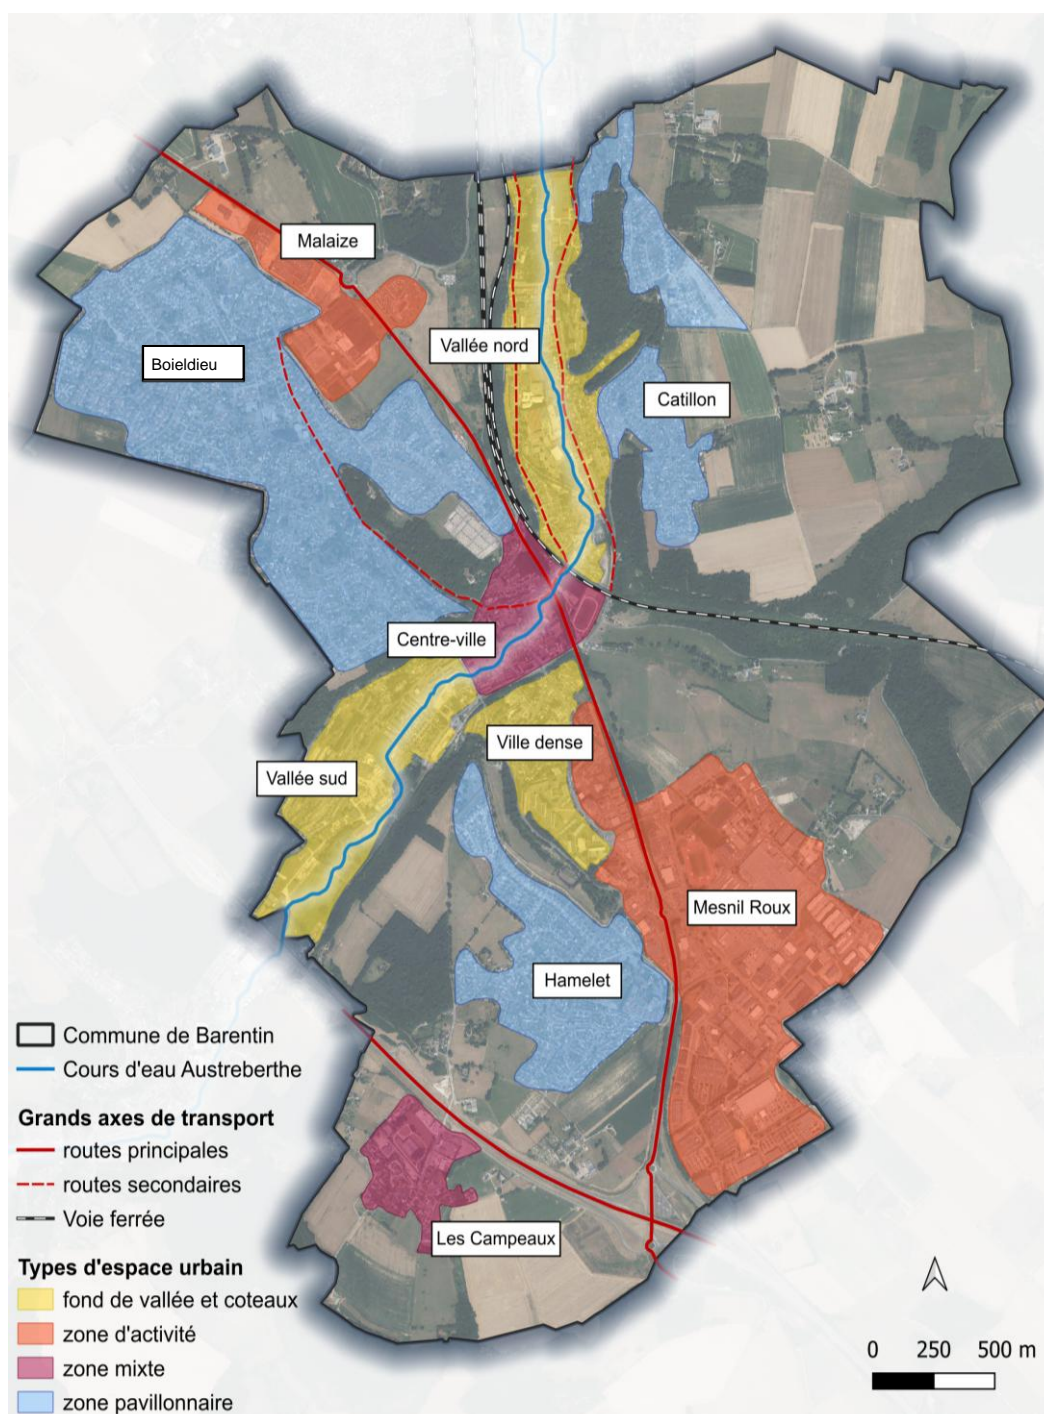 Malaize
Vallée nord
Boieldieu
Catillon
Centre-ville
Ville dense
Vallée sud
Mesnil Roux
Hamelet
Les Campeaux
Commune de Barentin
Cours d'eau Austreberthe
Grands axes de transport
routes principales
routes secondaires
Voie ferrée
Types d'espace urbain
fond de vallée et coteaux
zone d'activité
zone mixte
zone pavillonnaire
0 250 500 m